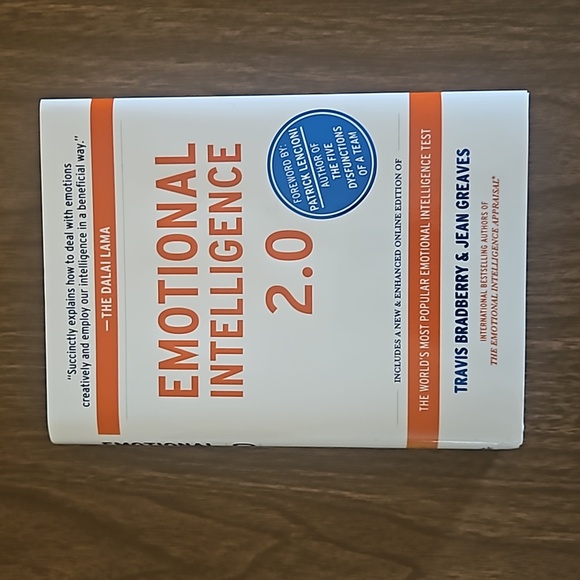 "Succinctly explains how to deal with emotions
creatively and employ our intelligence in a beneficial way."
—THE DALAI LAMA
EMOTIONAL
INTELLIGENCE
2.0
FOREWORD BY:
PATRICK LENCIONI
AUTHOR OF
THE FIVE
DYSFUNCTIONS
OF A TEAM
INCLUDES A NEW & ENHANCED ONLINE EDITION OF
THE WORLD'S MOST POPULAR EMOTIONAL INTELLIGENCE TEST
TRAVIS BRADBERRY & JEAN GREAVES
INTERNATIONAL BESTSELLING AUTHORS OF
THE EMOTIONAL INTELLIGENCE APPRAISAL®
EMOTIONAL